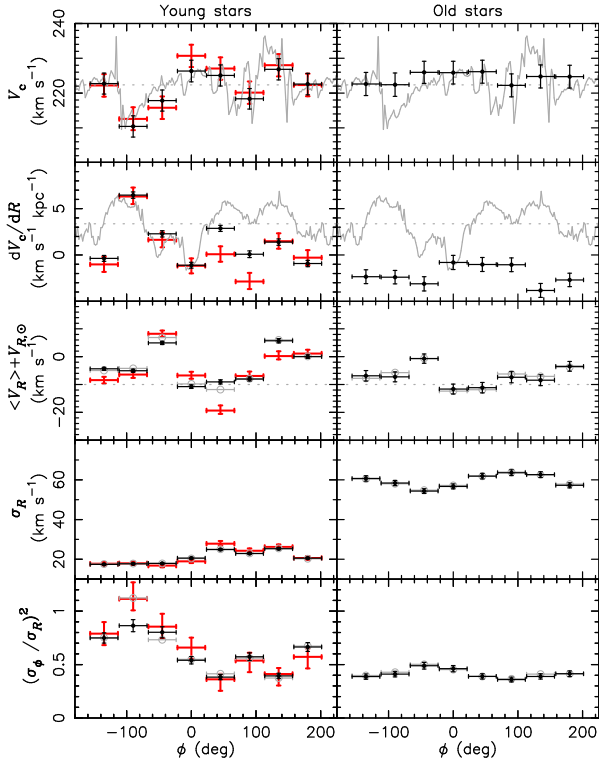 Young stars
Old stars
V_c
(km s⁻¹)
240
220
dV_c/dR
(km s⁻¹ kpc⁻¹)
5
0
<V_R>+V_R,⊙
(km s⁻¹)
0
−20
σ_R
(km s⁻¹)
60
40
20
(σ_ϕ /σ_R)²
1
0.5
0
−100 0 100 200
−100 0 100 200
ϕ (deg)
ϕ (deg)